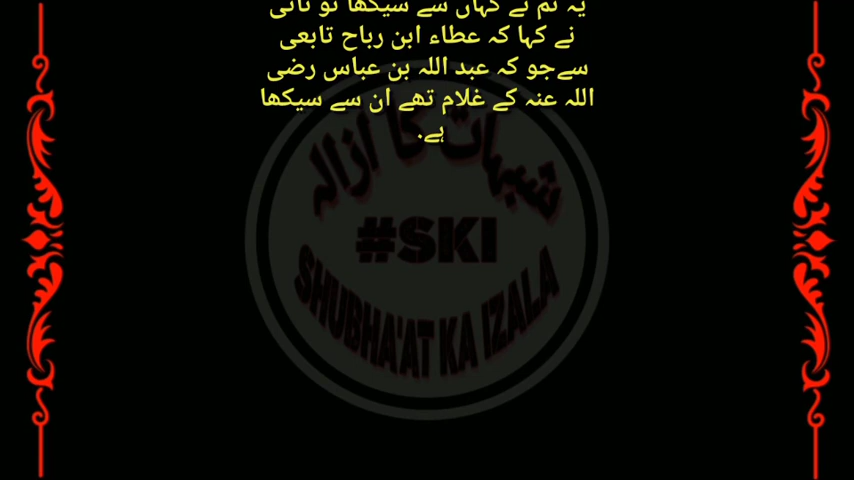 یہ تم نے کہاں سے سیکھا تو نائی
نے کہا کہ عطاء ابن رباح تابعی
سےجو کہ عبد اللہ بن عباس رضی
اللہ عنہ کے غلام تھے ان سے سیکھا
ہے.
شبہات کا ازالہ
#SKI
SHUBHA'AT KA IZALA